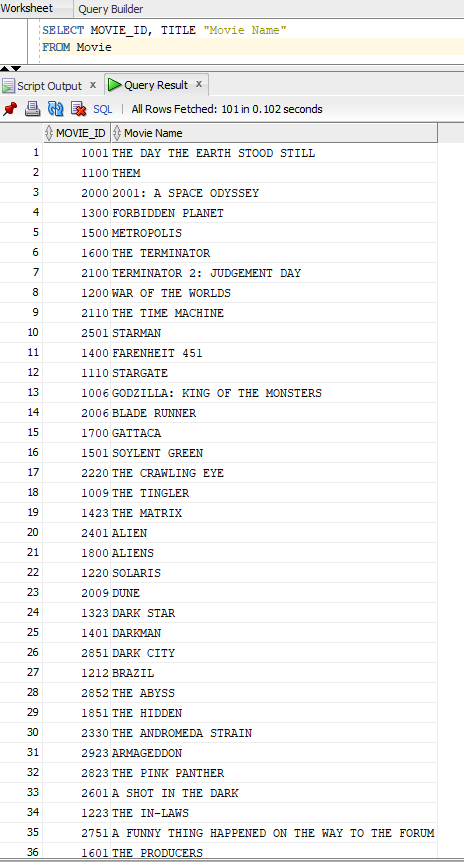 Worksheet Query Builder
SELECT MOVIE_ID, TITLE "Movie Name"
FROM Movie
Script Output x Query Result x
SQL | All Rows Fetched: 101 in 0.102 seconds
MOVIE_ID Movie Name
1 1001 THE DAY THE EARTH STOOD STILL
2 1100 THEM
3 2000 2001: A SPACE ODYSSEY
4 1300 FORBIDDEN PLANET
5 1500 METROPOLIS
6 1600 THE TERMINATOR
7 2100 TERMINATOR 2: JUDGEMENT DAY
8 1200 WAR OF THE WORLDS
9 2110 THE TIME MACHINE
10 2501 STARMAN
11 1400 FARENHEIT 451
12 1110 STARGATE
13 1006 GODZILLA: KING OF THE MONSTERS
14 2006 BLADE RUNNER
15 1700 GATTACA
16 1501 SOYLENT GREEN
17 2220 THE CRAWLING EYE
18 1009 THE TINGLER
19 1423 THE MATRIX
20 2401 ALIEN
21 1800 ALIENS
22 1220 SOLARIS
23 2009 DUNE
24 1323 DARK STAR
25 1401 DARKMAN
26 2851 DARK CITY
27 1212 BRAZIL
28 2852 THE ABYSS
29 1851 THE HIDDEN
30 2330 THE ANDROMEDA STRAIN
31 2923 ARMAGEDDON
32 2823 THE PINK PANTHER
33 2601 A SHOT IN THE DARK
34 1223 THE IN-LAWS
35 2751 A FUNNY THING HAPPENED ON THE WAY TO THE FORUM
36 1601 THE PRODUCERS